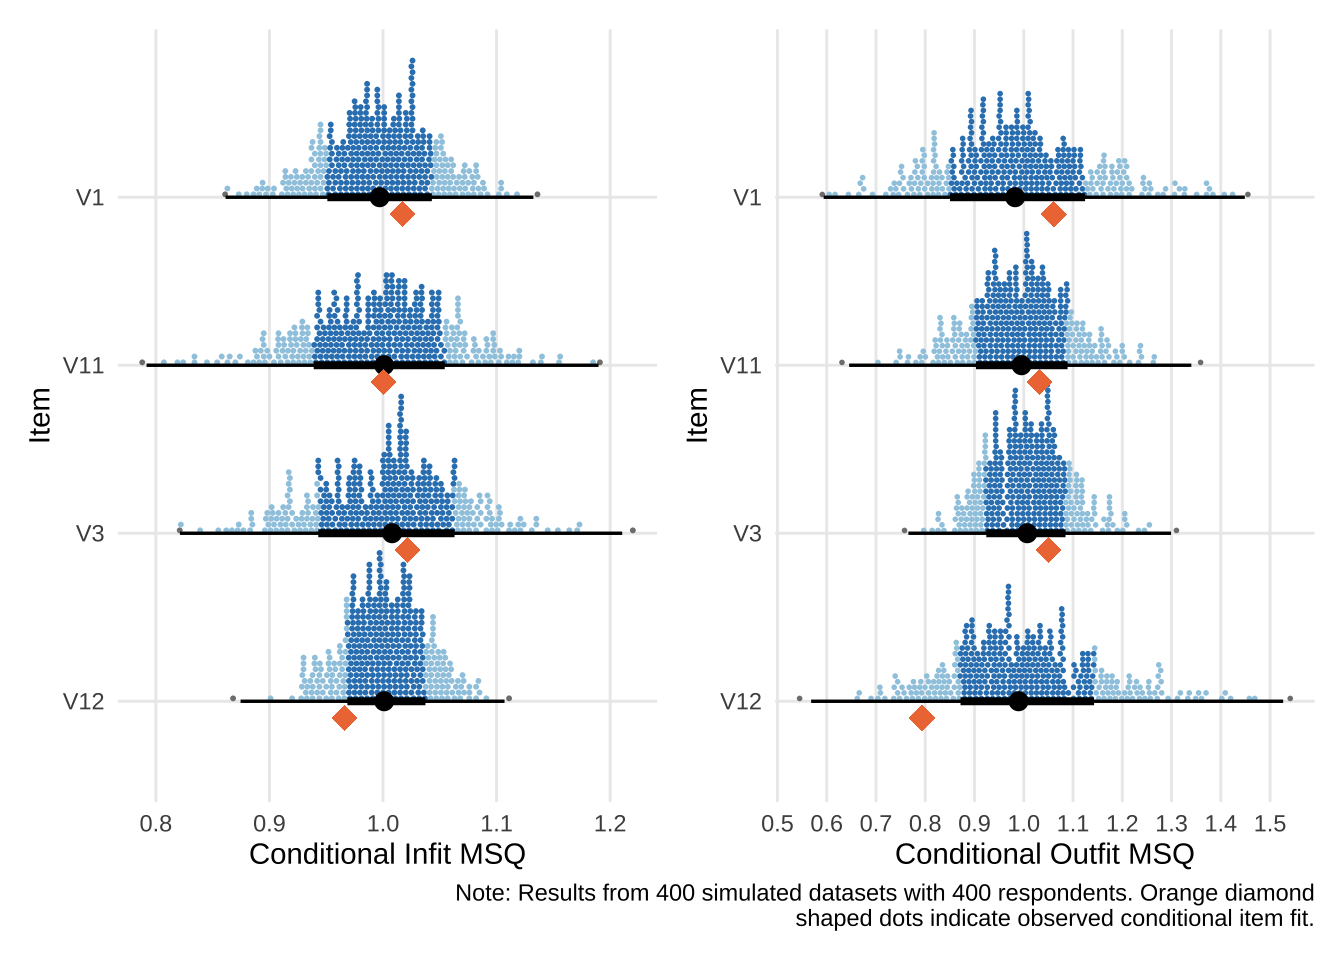 Item
V1
V11
V3
V12
0.8 0.9 1.0 1.1 1.2
Conditional Infit MSQ
Item
V1
V11
V3
V12
0.5 0.6 0.7 0.8 0.9 1.0 1.1 1.2 1.3 1.4 1.5
Conditional Outfit MSQ
Note: Results from 400 simulated datasets with 400 respondents. Orange diamond
shaped dots indicate observed conditional item fit.